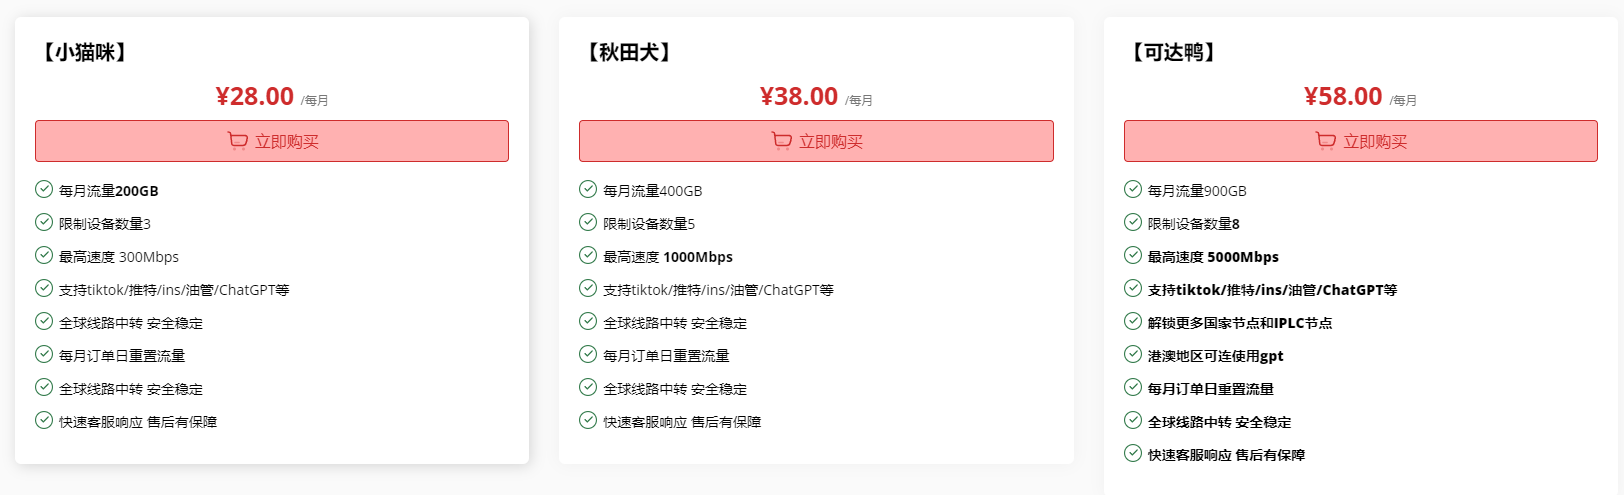 【小猫咪】
¥28.00 /每月
立即购买
每月流量200GB
限制设备数量3
最高速度 300Mbps
支持tiktok/推特/ins/油管/ChatGPT等
全球线路中转 安全稳定
每月订单日重置流量
全球线路中转 安全稳定
快速客服响应 售后有保障
【秋田犬】
¥38.00 /每月
立即购买
每月流量400GB
限制设备数量5
最高速度 1000Mbps
支持tiktok/推特/ins/油管/ChatGPT等
全球线路中转 安全稳定
每月订单日重置流量
全球线路中转 安全稳定
快速客服响应 售后有保障
【可达鸭】
¥58.00 /每月
立即购买
每月流量900GB
限制设备数量8
最高速度 5000Mbps
支持tiktok/推特/ins/油管/ChatGPT等
解锁更多国家节点和IPLC节点
港澳地区可连使用gpt
每月订单日重置流量
全球线路中转 安全稳定
快速客服响应 售后有保障